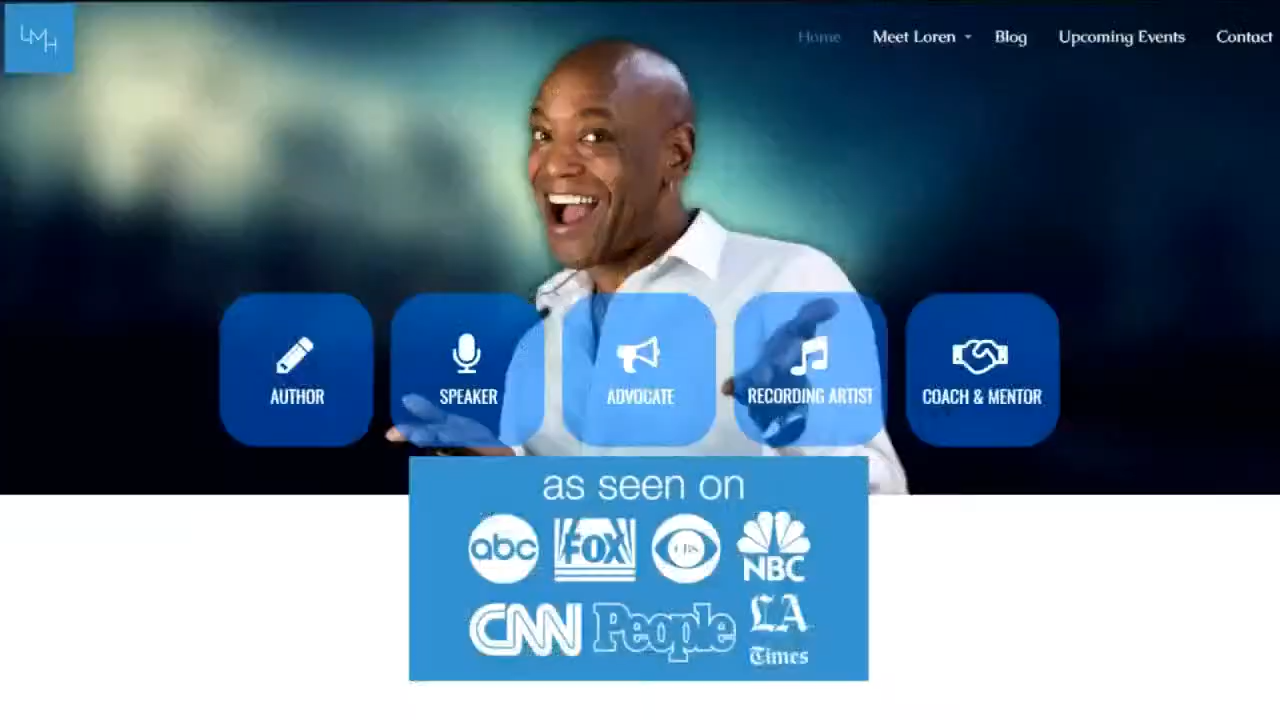 LMH
Home Meet Loren Blog Upcoming Events Contact
AUTHOR SPEAKER ADVOCATE RECORDING ARTIST COACH & MENTOR
as seen on
abc FOX CBS NBC
CNN People LA Times